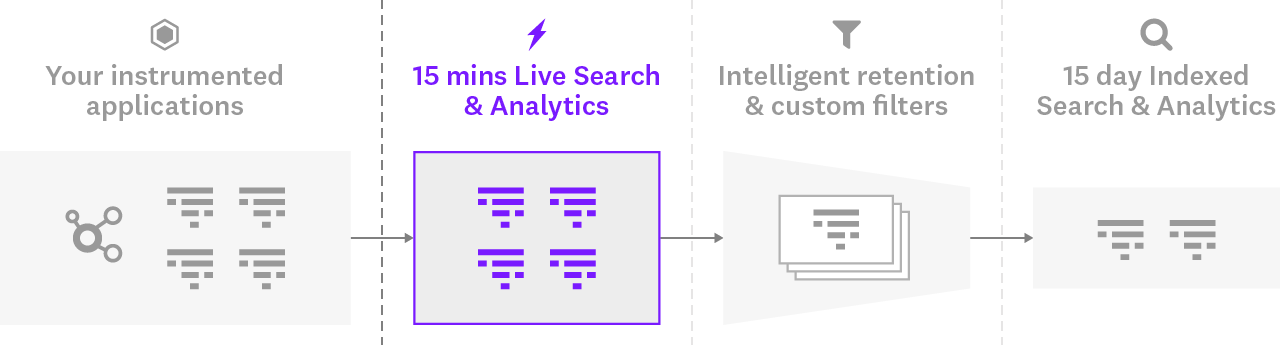 Your instrumented
applications
15 mins Live Search
& Analytics
Intelligent retention
& custom filters
15 day Indexed
Search & Analytics